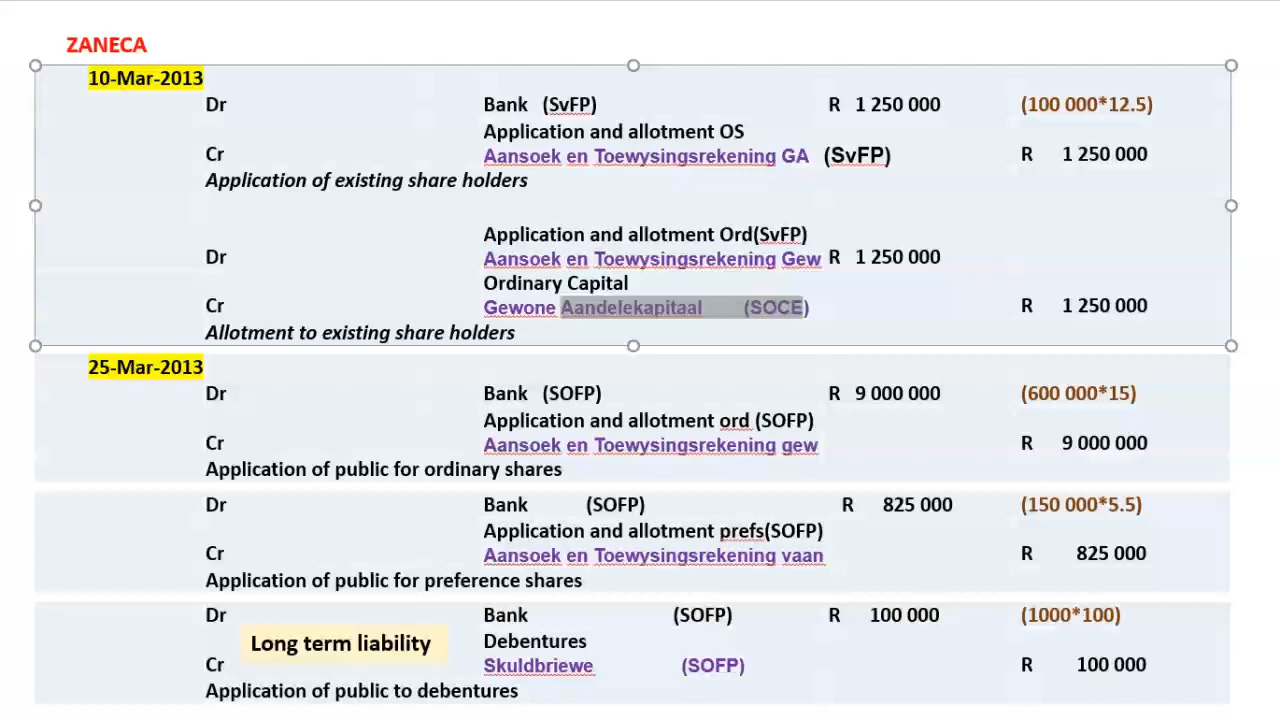 ZANECA
10-Mar-2013
Dr Bank (SvFP) R 1 250 000 (100 000*12.5)
Application and allotment OS
Cr Aansoek en Toewysingsrekening GA (SvFP) R 1 250 000
Application of existing share holders
Application and allotment Ord(SvFP)
Dr Aansoek en Toewysingsrekening Gew R 1 250 000
Ordinary Capital
Cr Gewone Aandelekapitaal (SOCE) R 1 250 000
Allotment to existing share holders
25-Mar-2013
Dr Bank (SOFP) R 9 000 000 (600 000*15)
Application and allotment ord (SOFP)
Cr Aansoek en Toewysingsrekening gew R 9 000 000
Application of public for ordinary shares
Dr Bank (SOFP) R 825 000 (150 000*5.5)
Application and allotment prefs(SOFP)
Cr Aansoek en Toewysingsrekening vaan R 825 000
Application of public for preference shares
Dr Bank (SOFP) R 100 000 (1000*100)
Long term liability Debentures
Cr Skuldbriewe (SOFP) R 100 000
Application of public to debentures